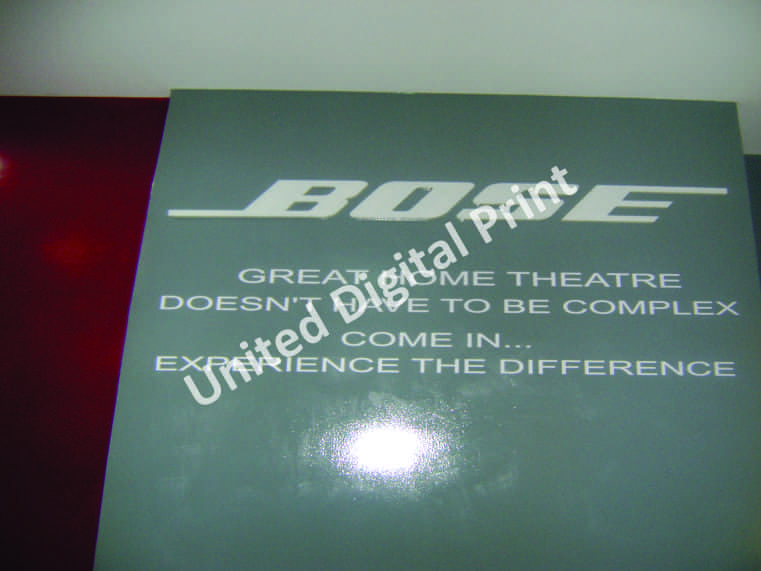 BOSE
GREAT HOME THEATRE
DOESN'T HAVE TO BE COMPLEX
COME IN...
EXPERIENCE THE DIFFERENCE
United Digital Print